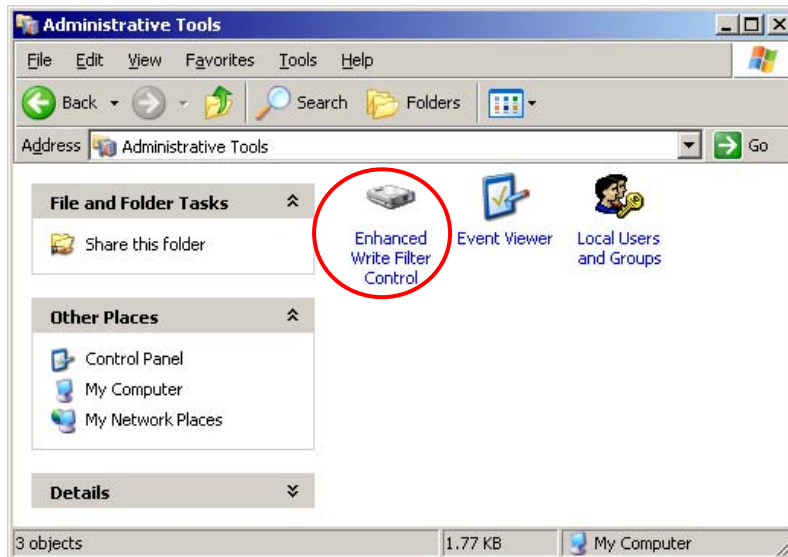 Administrative Tools
File Edit View Favorites Tools Help
Back Search Folders
Address Administrative Tools Go
File and Folder Tasks
Share this folder
Other Places
Control Panel
My Computer
My Network Places
Details
Enhanced
Write Filter
Control
Event Viewer
Local Users
and Groups
3 objects 1.77 KB My Computer